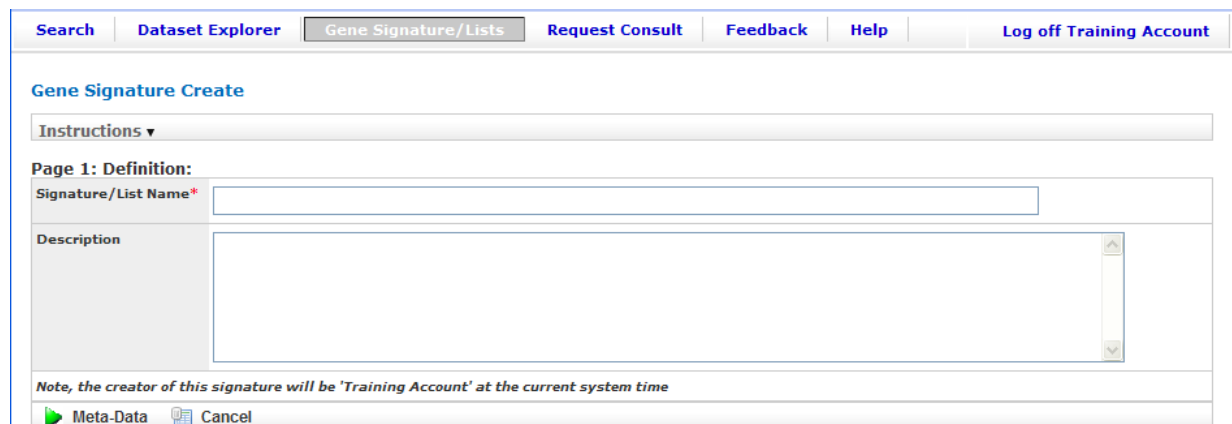 Search Dataset Explorer Gene Signature/Lists Request Consult Feedback Help Log off Training Account
Gene Signature Create
Instructions ▾
Page 1: Definition:
Signature/List Name*
Description
Note, the creator of this signature will be 'Training Account' at the current system time
Meta-Data Cancel